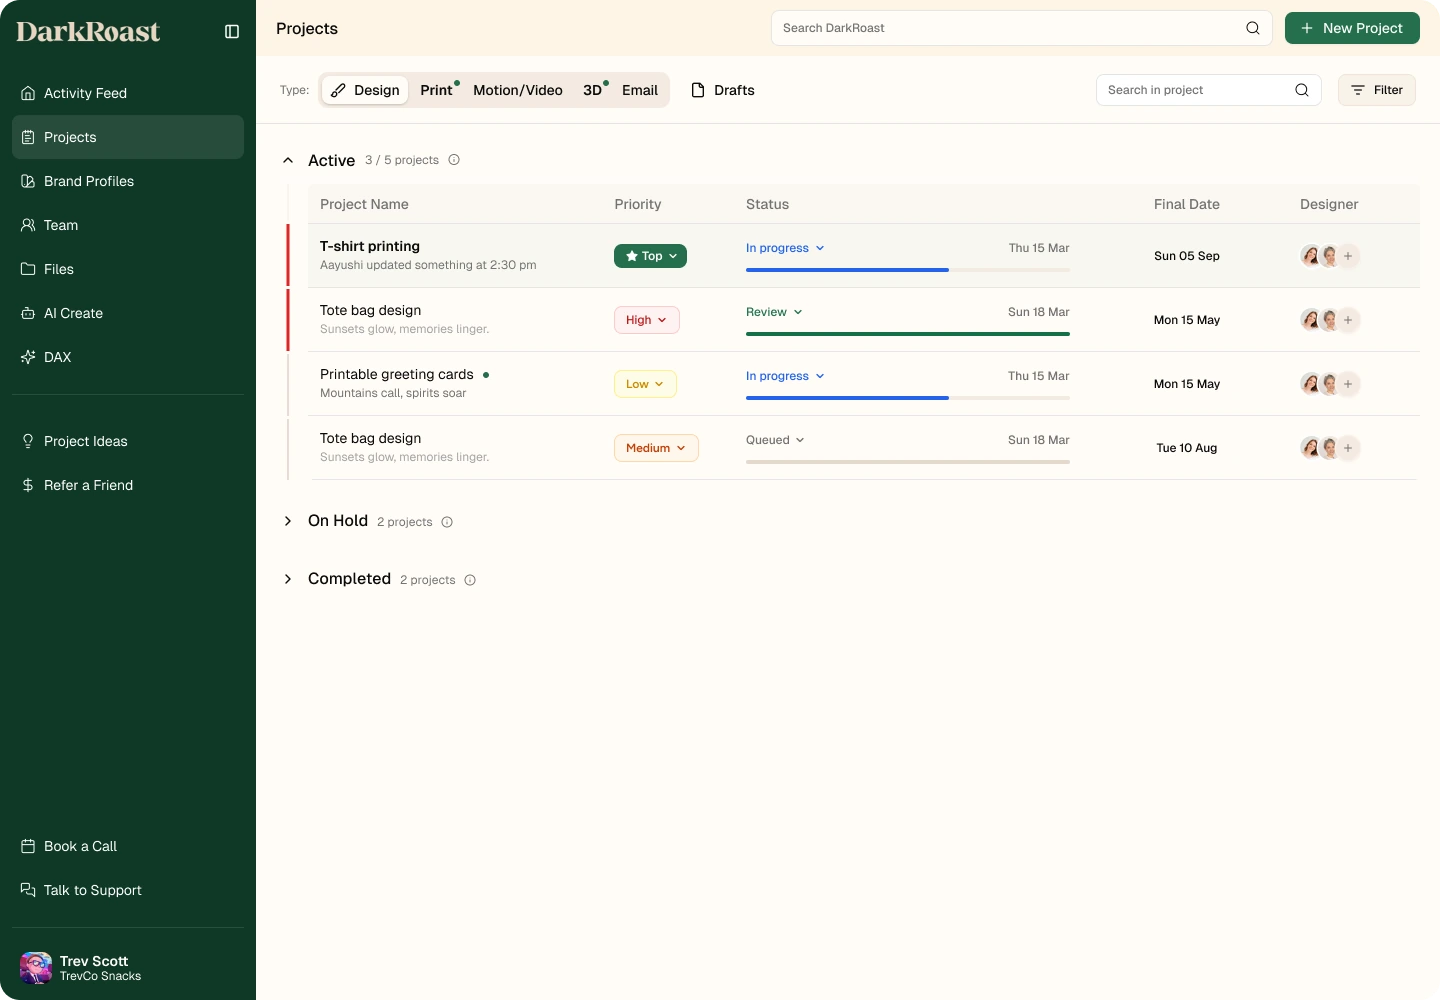 DarkRoast
Activity Feed
Projects
Brand Profiles
Team
Files
AI Create
DAX
Project Ideas
Refer a Friend
Book a Call
Talk to Support
Trev Scott
TrevCo Snacks
Projects
Search DarkRoast
New Project
Type:
Design
Print
Motion/Video
3D
Email
Drafts
Search in project
Filter
Active 3 / 5 projects
Project Name Priority Status Final Date Designer
T-shirt printing
Aayushi updated something at 2:30 pm
Top
In progress
Thu 15 Mar
Sun 05 Sep
Tote bag design
Sunsets glow, memories linger.
High
Review
Sun 18 Mar
Mon 15 May
Printable greeting cards
Mountains call, spirits soar
Low
In progress
Thu 15 Mar
Mon 15 May
Tote bag design
Sunsets glow, memories linger.
Medium
Queued
Sun 18 Mar
Tue 10 Aug
On Hold 2 projects
Completed 2 projects